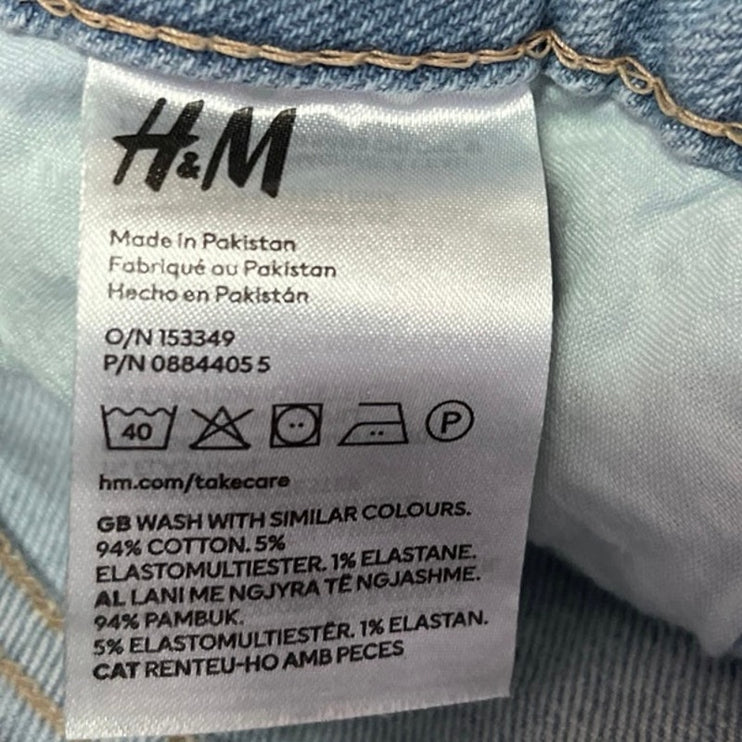 H&M
Made in Pakistan
Fabriqué au Pakistan
Hecho en Pakistán
O/N 153349
P/N 0884405 5
40 P
hm.com/takecare
GB WASH WITH SIMILAR COLOURS.
94% COTTON. 5%
ELASTOMULTIESTER. 1% ELASTANE.
AL LANI ME NGJYRA TË NGJASHME.
94% PAMBUK.
5% ELASTOMULTIESTËR. 1% ELASTAN.
CAT RENTEU-HO AMB PECES